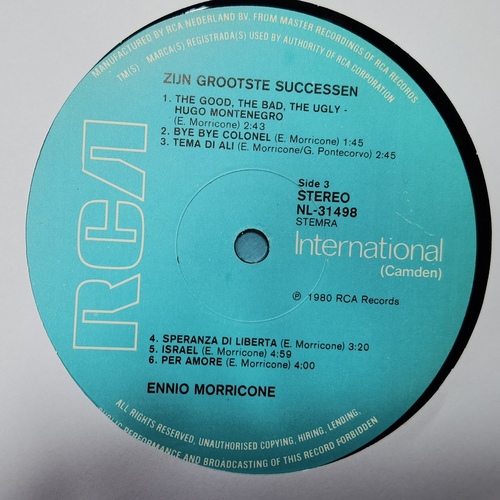 MANUFACTURED BY RCA NEDERLAND BV. FROM MASTER RECORDINGS OF RCA RECORDS
TM(S) MARCA(S) REGISTRADA(S) USED BY AUTHORITY OF RCA CORPORATION
ZIJN GROOTSTE SUCCESSEN
1. THE GOOD, THE BAD, THE UGLY -
HUGO MONTENEGRO
(E. Morricone) 2:43
2. BYE BYE COLONEL (E. Morricone) 1:45
3. TEMA DI ALI (E. Morricone/G. Pontecorvo) 2:45
RCA
Side 3
STEREO
NL-31498
STEMRA
International
(Camden)
℗ 1980 RCA Records
4. SPERANZA DI LIBERTA (E. Morricone) 3:20
5. ISRAEL (E. Morricone) 4:59
6. PER AMORE (E. Morricone) 4:00
ENNIO MORRICONE
ALL RIGHTS RESERVED, UNAUTHORISED COPYING, HIRING, LENDING,
PUBLIC PERFORMANCE AND BROADCASTING OF THIS RECORD FORBIDDEN